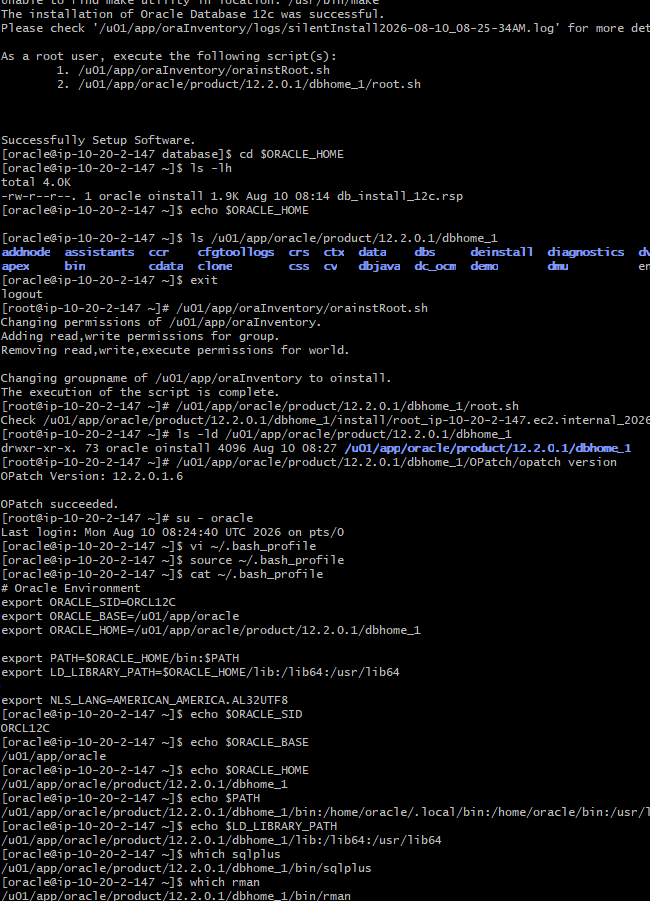 Unable to find make utility in location: /usr/bin/make
The installation of Oracle Database 12c was successful.
Please check '/u01/app/oraInventory/logs/silentInstall2026-08-10_08-25-34AM.log' for more det
As a root user, execute the following script(s):
1. /u01/app/oraInventory/orainstRoot.sh
2. /u01/app/oracle/product/12.2.0.1/dbhome_1/root.sh
Successfully Setup Software.
[oracle@ip-10-20-2-147 database]$ cd $ORACLE_HOME
[oracle@ip-10-20-2-147 ~]$ ls -lh
total 4.0K
-rw-r--r--. 1 oracle oinstall 1.9K Aug 10 08:14 db_install_12c.rsp
[oracle@ip-10-20-2-147 ~]$ echo $ORACLE_HOME
[oracle@ip-10-20-2-147 ~]$ ls /u01/app/oracle/product/12.2.0.1/dbhome_1
addnode assistants ccr cfgtoollogs crs ctx data dbs deinstall diagnostics dv
apex bin cdata clone css cv dbjava dc_ocm demo dmu en
[oracle@ip-10-20-2-147 ~]$ exit
logout
[root@ip-10-20-2-147 ~]# /u01/app/oraInventory/orainstRoot.sh
Changing permissions of /u01/app/oraInventory.
Adding read,write permissions for group.
Removing read,write,execute permissions for world.
Changing groupname of /u01/app/oraInventory to oinstall.
The execution of the script is complete.
[root@ip-10-20-2-147 ~]# /u01/app/oracle/product/12.2.0.1/dbhome_1/root.sh
Check /u01/app/oracle/product/12.2.0.1/dbhome_1/install/root_ip-10-20-2-147.ec2.internal_2026
[root@ip-10-20-2-147 ~]# ls -ld /u01/app/oracle/product/12.2.0.1/dbhome_1
drwxr-xr-x. 73 oracle oinstall 4096 Aug 10 08:27 /u01/app/oracle/product/12.2.0.1/dbhome_1
[root@ip-10-20-2-147 ~]# /u01/app/oracle/product/12.2.0.1/dbhome_1/OPatch/opatch version
OPatch Version: 12.2.0.1.6
OPatch succeeded.
[root@ip-10-20-2-147 ~]# su - oracle
Last login: Mon Aug 10 08:24:40 UTC 2026 on pts/0
[oracle@ip-10-20-2-147 ~]$ vi ~/.bash_profile
[oracle@ip-10-20-2-147 ~]$ source ~/.bash_profile
[oracle@ip-10-20-2-147 ~]$ cat ~/.bash_profile
# Oracle Environment
export ORACLE_SID=ORCL12C
export ORACLE_BASE=/u01/app/oracle
export ORACLE_HOME=/u01/app/oracle/product/12.2.0.1/dbhome_1
export PATH=$ORACLE_HOME/bin:$PATH
export LD_LIBRARY_PATH=$ORACLE_HOME/lib:/lib64:/usr/lib64
export NLS_LANG=AMERICAN_AMERICA.AL32UTF8
[oracle@ip-10-20-2-147 ~]$ echo $ORACLE_SID
ORCL12C
[oracle@ip-10-20-2-147 ~]$ echo $ORACLE_BASE
/u01/app/oracle
[oracle@ip-10-20-2-147 ~]$ echo $ORACLE_HOME
/u01/app/oracle/product/12.2.0.1/dbhome_1
[oracle@ip-10-20-2-147 ~]$ echo $PATH
/u01/app/oracle/product/12.2.0.1/dbhome_1/bin:/home/oracle/.local/bin:/home/oracle/bin:/usr/l
[oracle@ip-10-20-2-147 ~]$ echo $LD_LIBRARY_PATH
/u01/app/oracle/product/12.2.0.1/dbhome_1/lib:/lib64:/usr/lib64
[oracle@ip-10-20-2-147 ~]$ which sqlplus
/u01/app/oracle/product/12.2.0.1/dbhome_1/bin/sqlplus
[oracle@ip-10-20-2-147 ~]$ which rman
/u01/app/oracle/product/12.2.0.1/dbhome_1/bin/rman